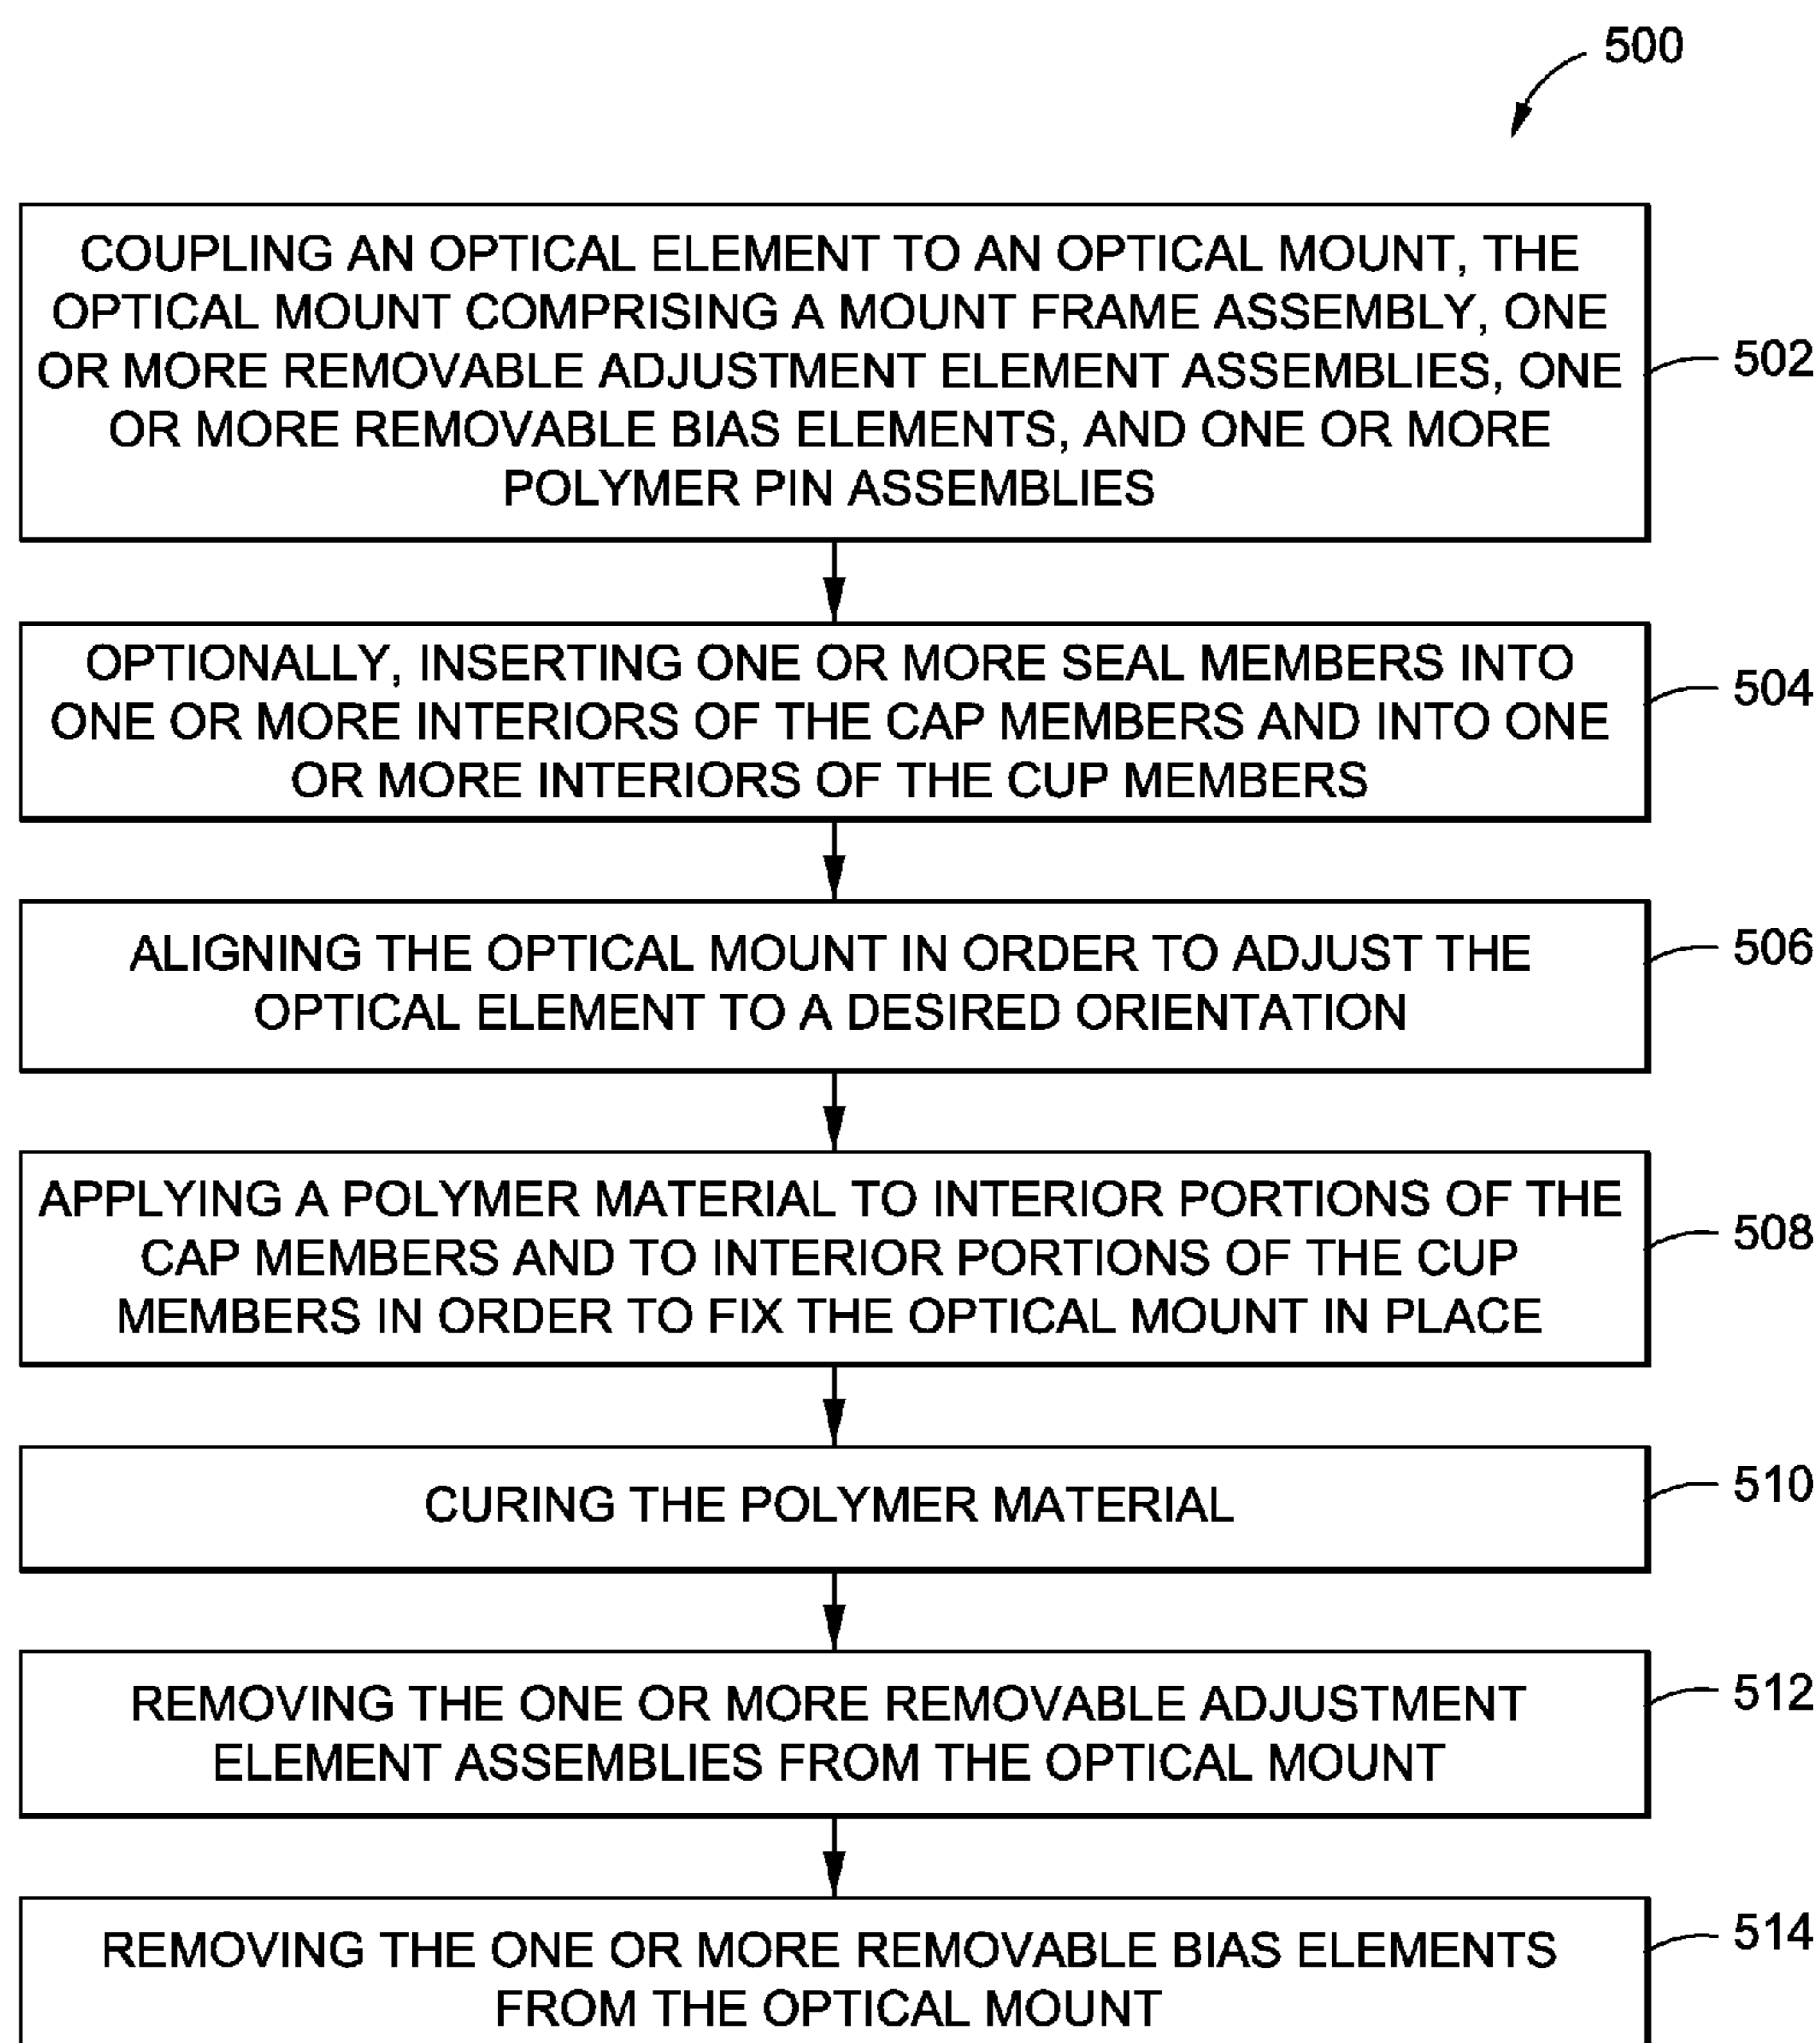 500
COUPLING AN OPTICAL ELEMENT TO AN OPTICAL MOUNT, THE
OPTICAL MOUNT COMPRISING A MOUNT FRAME ASSEMBLY, ONE
OR MORE REMOVABLE ADJUSTMENT ELEMENT ASSEMBLIES, ONE
OR MORE REMOVABLE BIAS ELEMENTS, AND ONE OR MORE
POLYMER PIN ASSEMBLIES
502
OPTIONALLY, INSERTING ONE OR MORE SEAL MEMBERS INTO
ONE OR MORE INTERIORS OF THE CAP MEMBERS AND INTO ONE
OR MORE INTERIORS OF THE CUP MEMBERS
504
ALIGNING THE OPTICAL MOUNT IN ORDER TO ADJUST THE
OPTICAL ELEMENT TO A DESIRED ORIENTATION
506
APPLYING A POLYMER MATERIAL TO INTERIOR PORTIONS OF THE
CAP MEMBERS AND TO INTERIOR PORTIONS OF THE CUP
MEMBERS IN ORDER TO FIX THE OPTICAL MOUNT IN PLACE
508
CURING THE POLYMER MATERIAL
510
REMOVING THE ONE OR MORE REMOVABLE ADJUSTMENT
ELEMENT ASSEMBLIES FROM THE OPTICAL MOUNT
512
REMOVING THE ONE OR MORE REMOVABLE BIAS ELEMENTS
FROM THE OPTICAL MOUNT
514